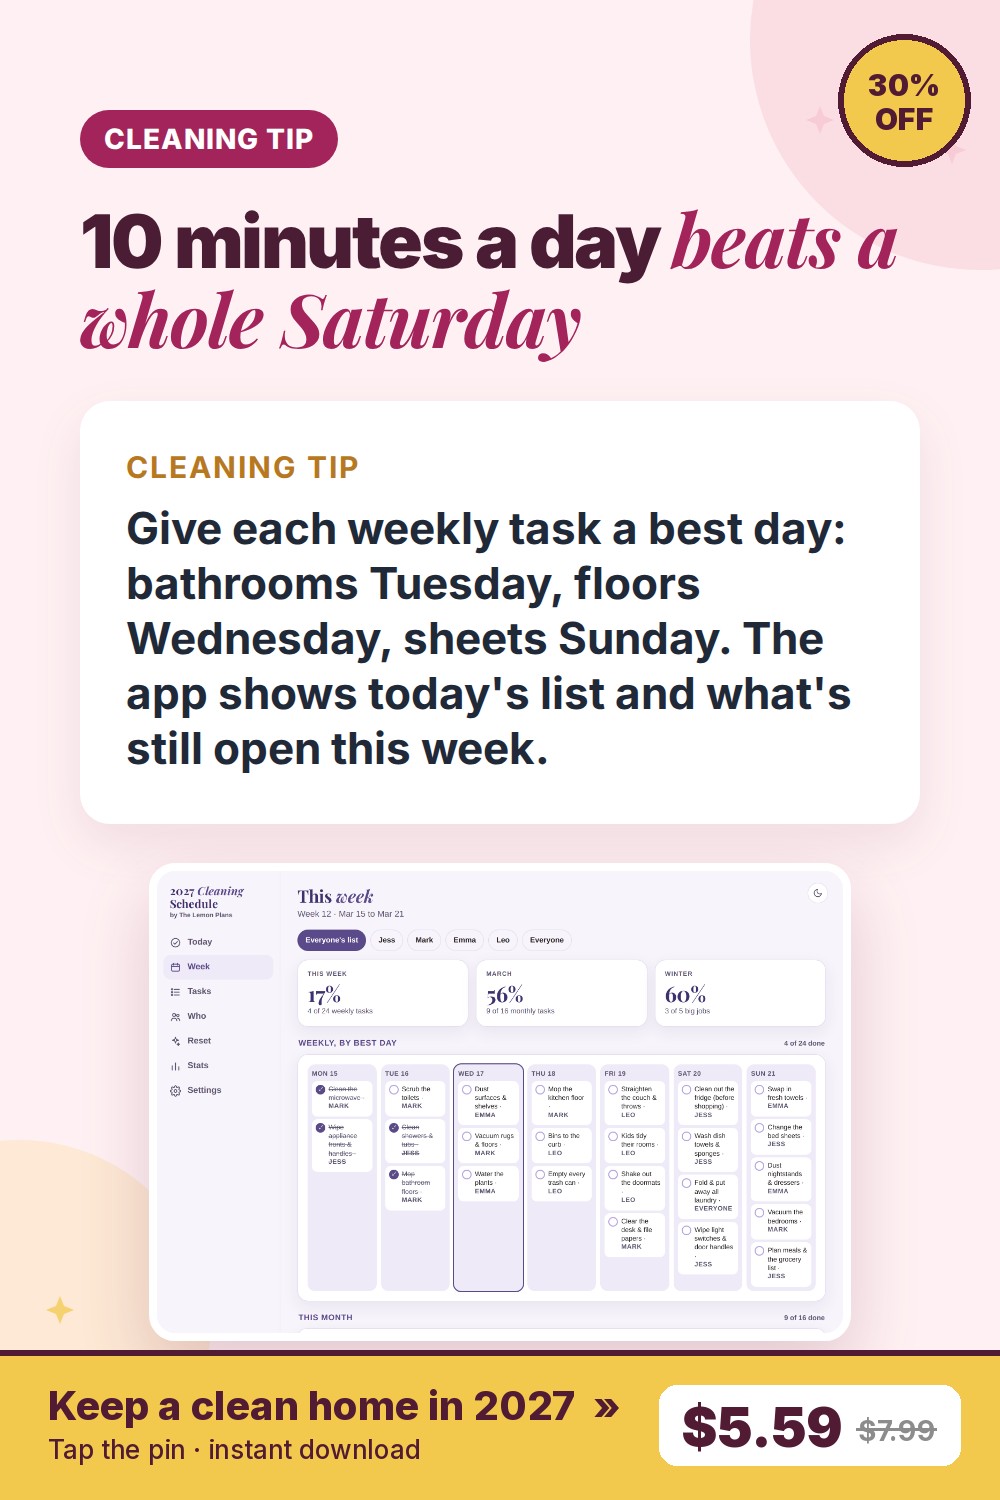 30%
OFF
CLEANING TIP
10 minutes a day beats a
whole Saturday
CLEANING TIP
Give each weekly task a best day:
bathrooms Tuesday, floors
Wednesday, sheets Sunday. The
app shows today's list and what's
still open this week.
2027 Cleaning
Schedule
by The Lemon Plans
Today
Week
Tasks
Who
Reset
Stats
Settings
This week
Week 12 · Mar 15 to Mar 21
Everyone's list
Jess
Mark
Emma
Leo
Everyone
THIS WEEK
17%
4 of 24 weekly tasks
MARCH
56%
9 of 16 monthly tasks
WINTER
60%
3 of 5 big jobs
WEEKLY, BY BEST DAY
4 of 24 done
MON 15
Clean the
microwave ·
MARK
Wipe
appliance
fronts &
handles ·
JESS
TUE 16
Scrub the
toilets ·
MARK
Clean
showers &
tubs ·
JESS
Mop
bathroom
floors ·
MARK
WED 17
Dust
surfaces &
shelves ·
EMMA
Vacuum rugs
& floors ·
MARK
Water the
plants ·
EMMA
THU 18
Mop the
kitchen floor
·
MARK
Bins to the
curb ·
LEO
Empty every
trash can ·
LEO
FRI 19
Straighten
the couch &
throws ·
LEO
Kids tidy
their rooms ·
LEO
Shake out
the doormats
·
LEO
Clear the
desk & file
papers ·
MARK
SAT 20
Clean out the
fridge (before
shopping) ·
JESS
Wash dish
towels &
sponges ·
JESS
Fold & put
away all
laundry ·
EVERYONE
Wipe light
switches &
door handles
·
JESS
SUN 21
Swap in
fresh towels ·
EMMA
Change the
bed sheets ·
JESS
Dust
nightstands
& dressers ·
EMMA
Vacuum the
bedrooms ·
MARK
Plan meals &
the grocery
list ·
JESS
THIS MONTH
9 of 16 done
Keep a clean home in 2027 »
Tap the pin · instant download
$5.59 $7.99